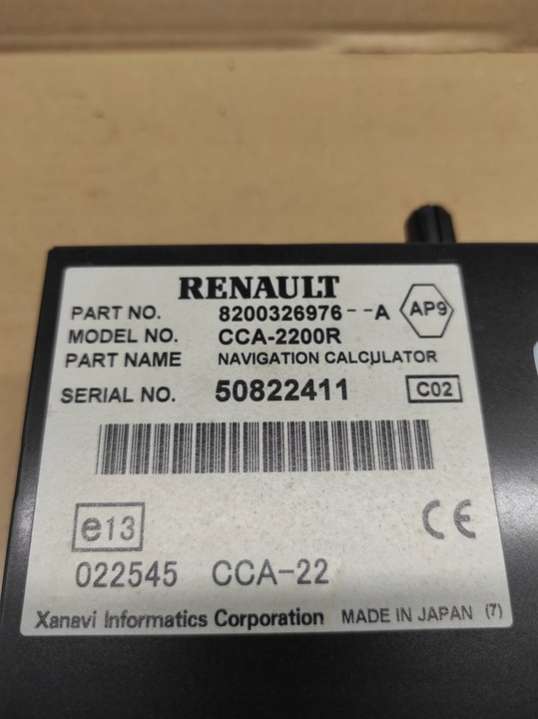 RENAULT
PART NO. 8200326976--A AP9
MODEL NO. CCA-2200R
PART NAME NAVIGATION CALCULATOR
SERIAL NO. 50822411 C02
e13 CE
022545 CCA-22
Xanavi Informatics Corporation MADE IN JAPAN (7)